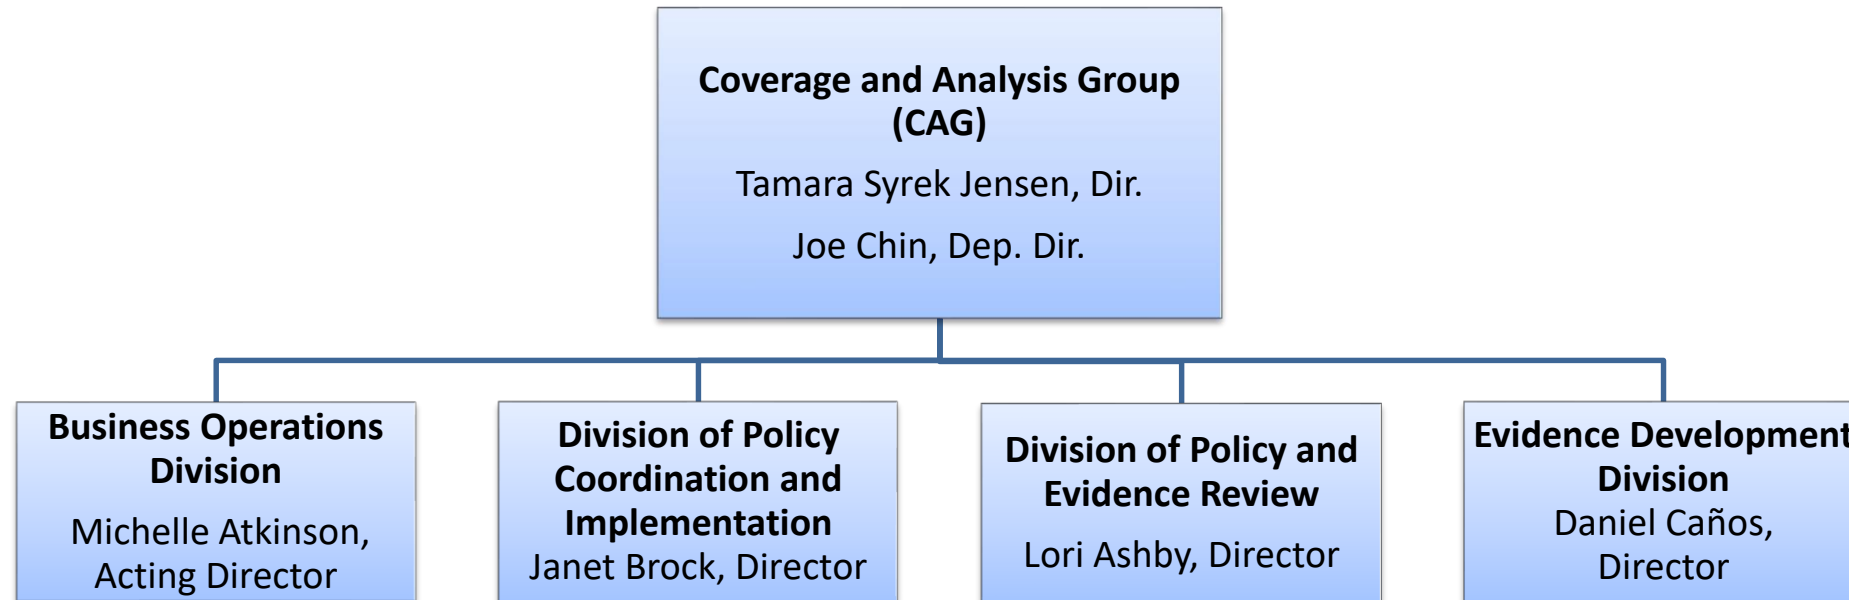 Coverage and Analysis Group
(CAG)
Tamara Syrek Jensen, Dir.
Joe Chin, Dep. Dir.
Business Operations
Division
Michelle Atkinson,
Acting Director
Division of Policy
Coordination and
Implementation
Janet Brock, Director
Division of Policy and
Evidence Review
Lori Ashby, Director
Evidence Development
Division
Daniel Caños,
Director